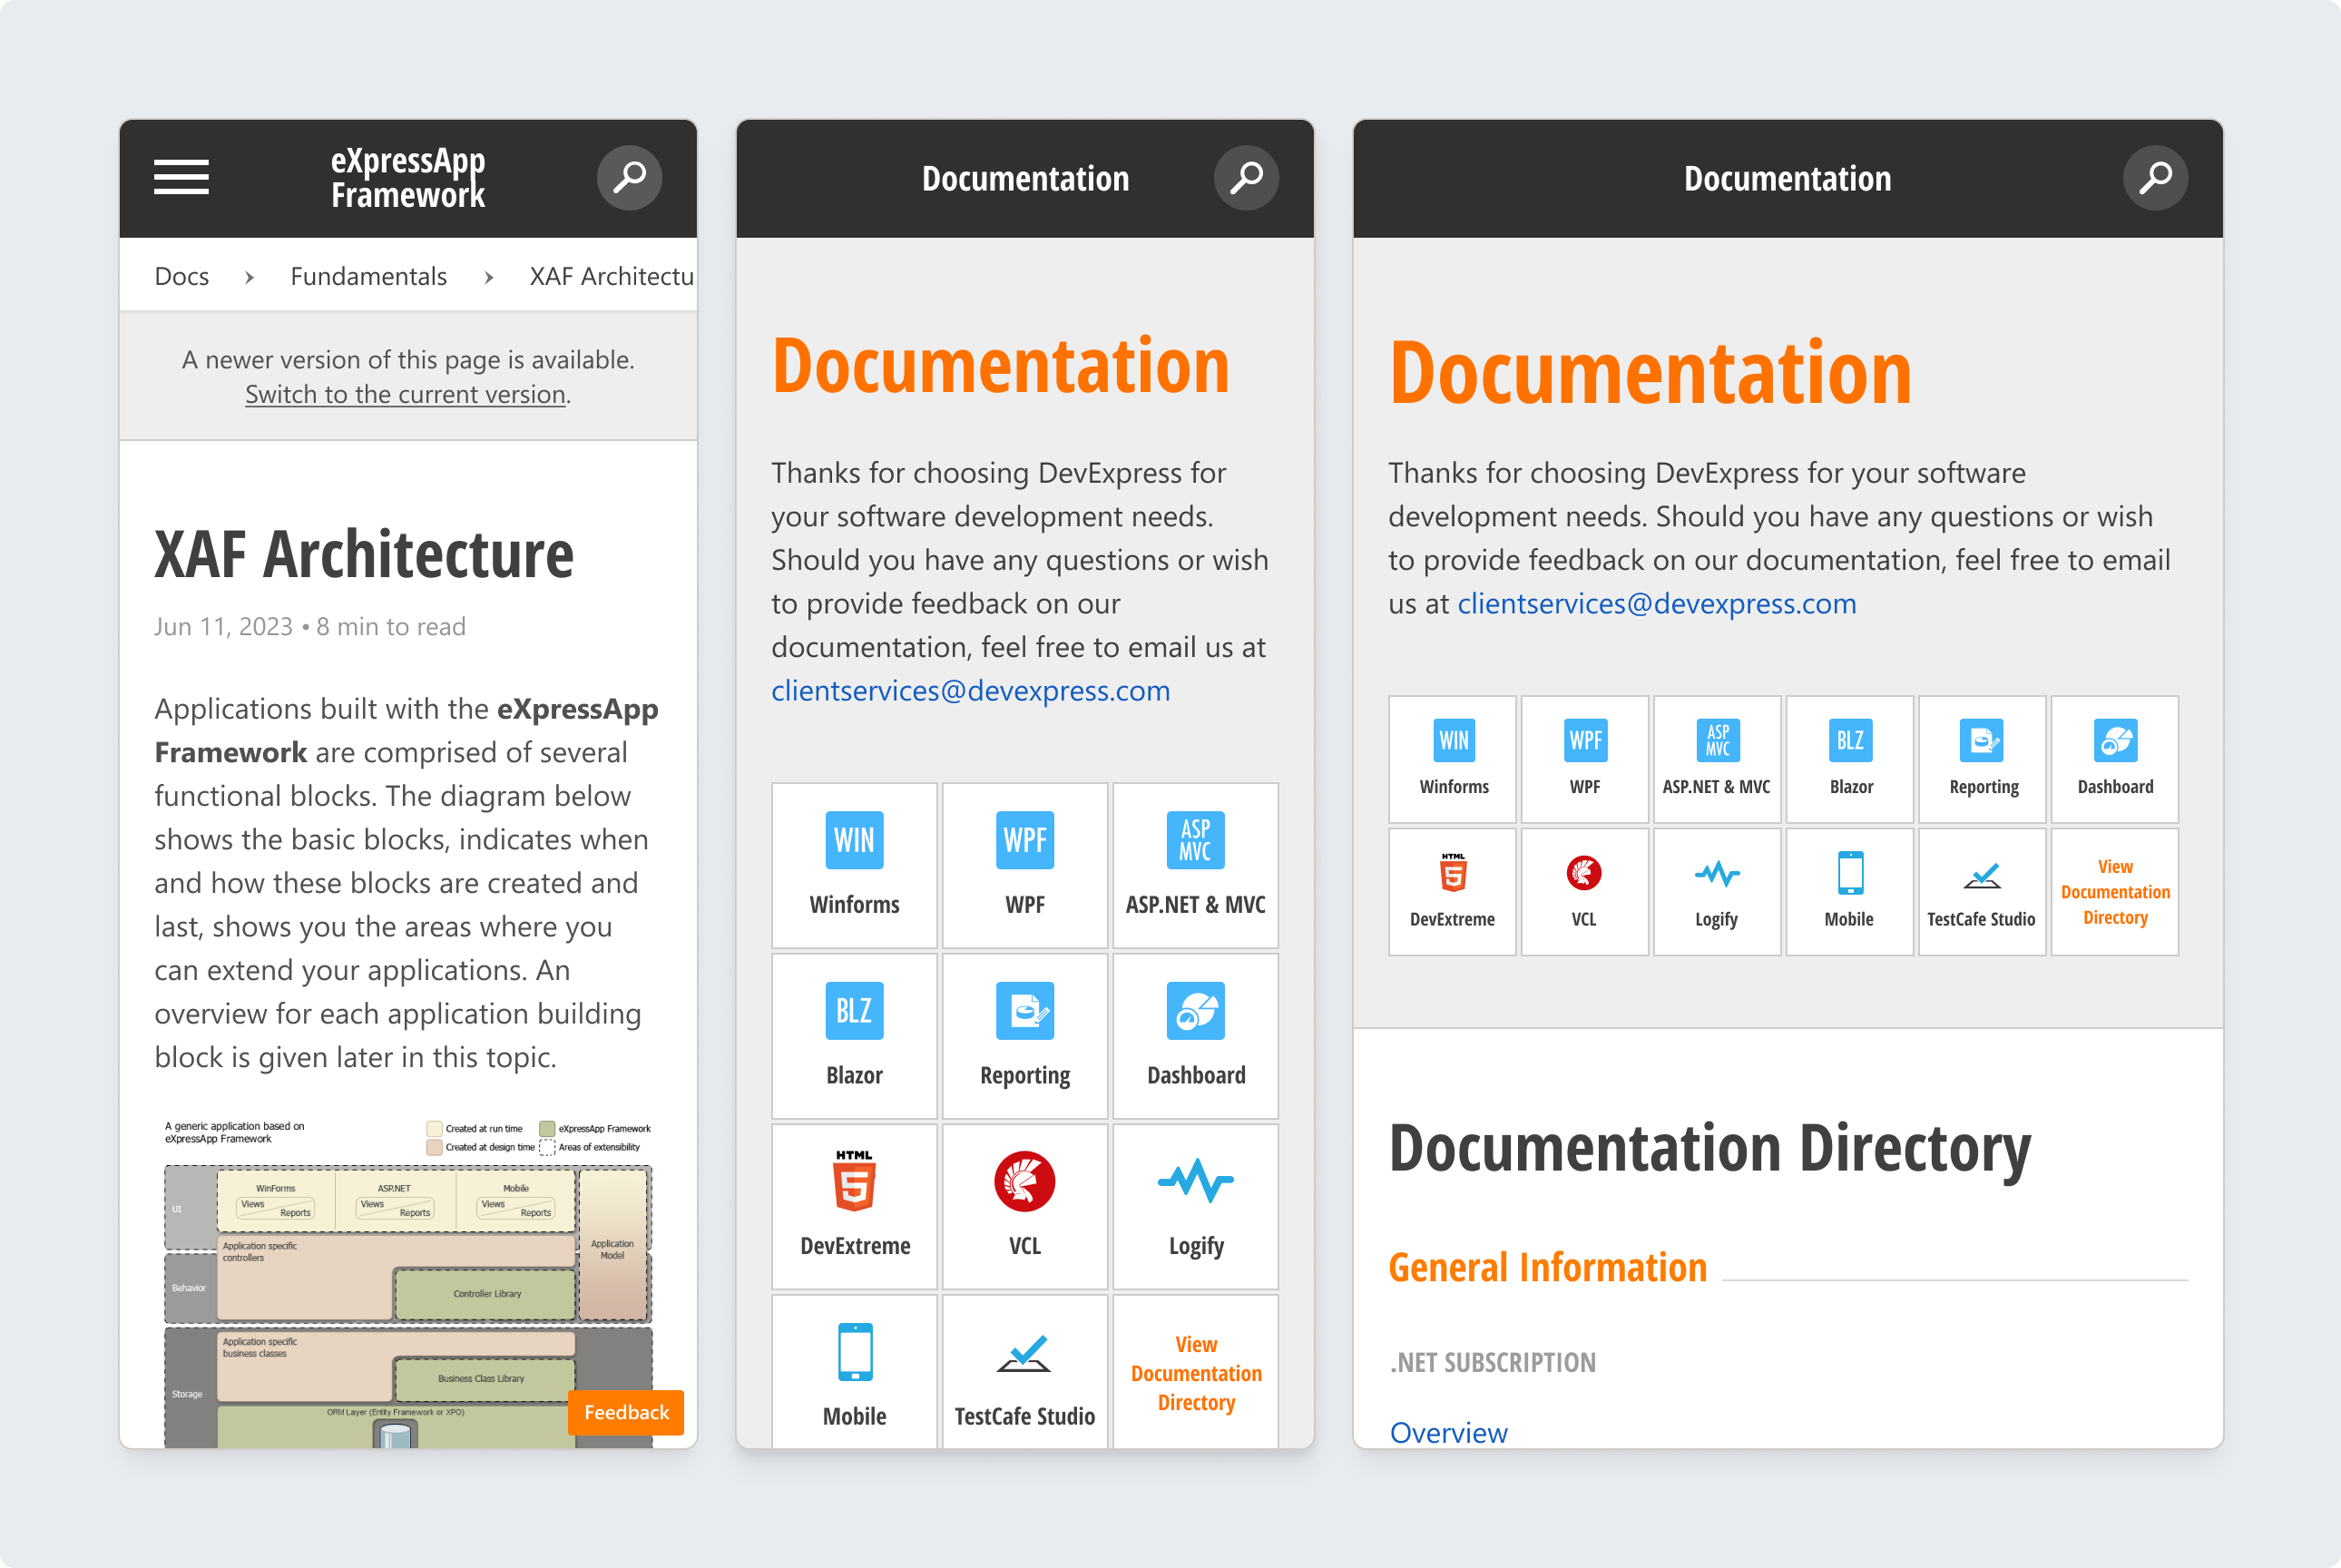 eXpressApp
Framework
Docs › Fundamentals › XAF Architectu
A newer version of this page is available.
Switch to the current version.
XAF Architecture
Jun 11, 2023 • 8 min to read
Applications built with the eXpressApp
Framework are comprised of several
functional blocks. The diagram below
shows the basic blocks, indicates when
and how these blocks are created and
last, shows you the areas where you
can extend your applications. An
overview for each application building
block is given later in this topic.
A generic application based on
eXpressApp Framework
Created at run time
eXpressApp Framework
Created at design time
Areas of extensibility
UI
WinForms
Views
Reports
ASP.NET
Views
Reports
Mobile
Views
Reports
Application
Model
Application specific
controllers
Behavior
Controller Library
Application specific
business classes
Business Class Library
Storage
ORM Layer (Entity Framework or XPO)
Feedback
Documentation
Documentation
Thanks for choosing DevExpress for
your software development needs.
Should you have any questions or wish
to provide feedback on our
documentation, feel free to email us at
clientservices@devexpress.com
WIN
Winforms
WPF
WPF
ASP
MVC
ASP.NET & MVC
BLZ
Blazor
Reporting
Dashboard
HTML
5
DevExtreme
VCL
Logify
Mobile
TestCafe Studio
View
Documentation
Directory
Documentation
Documentation
Thanks for choosing DevExpress for your software
development needs. Should you have any questions or wish
to provide feedback on our documentation, feel free to email
us at clientservices@devexpress.com
WIN
Winforms
WPF
WPF
ASP
MVC
ASP.NET & MVC
BLZ
Blazor
Reporting
Dashboard
HTML
5
DevExtreme
VCL
Logify
Mobile
TestCafe Studio
View
Documentation
Directory
Documentation Directory
General Information
.NET SUBSCRIPTION
Overview